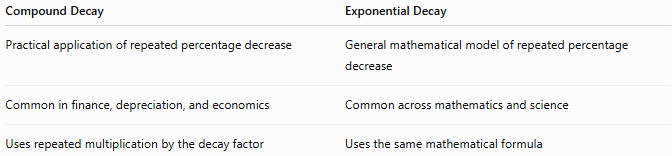 Compound Decay Exponential Decay
Practical application of repeated percentage decrease General mathematical model of repeated percentage
decrease
Common in finance, depreciation, and economics Common across mathematics and science
Uses repeated multiplication by the decay factor Uses the same mathematical formula